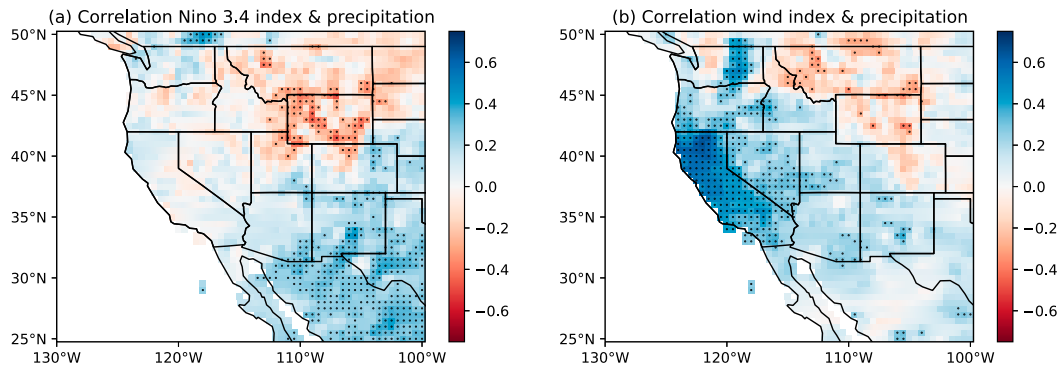 (a) Correlation Nino 3.4 index & precipitation
50°N
45°N
40°N
35°N
30°N
25°N
130°W
120°W
110°W
100°W
0.6
0.4
0.2
0.0
−0.2
−0.4
−0.6
(b) Correlation wind index & precipitation
50°N
45°N
40°N
35°N
30°N
25°N
130°W
120°W
110°W
100°W
0.6
0.4
0.2
0.0
−0.2
−0.4
−0.6